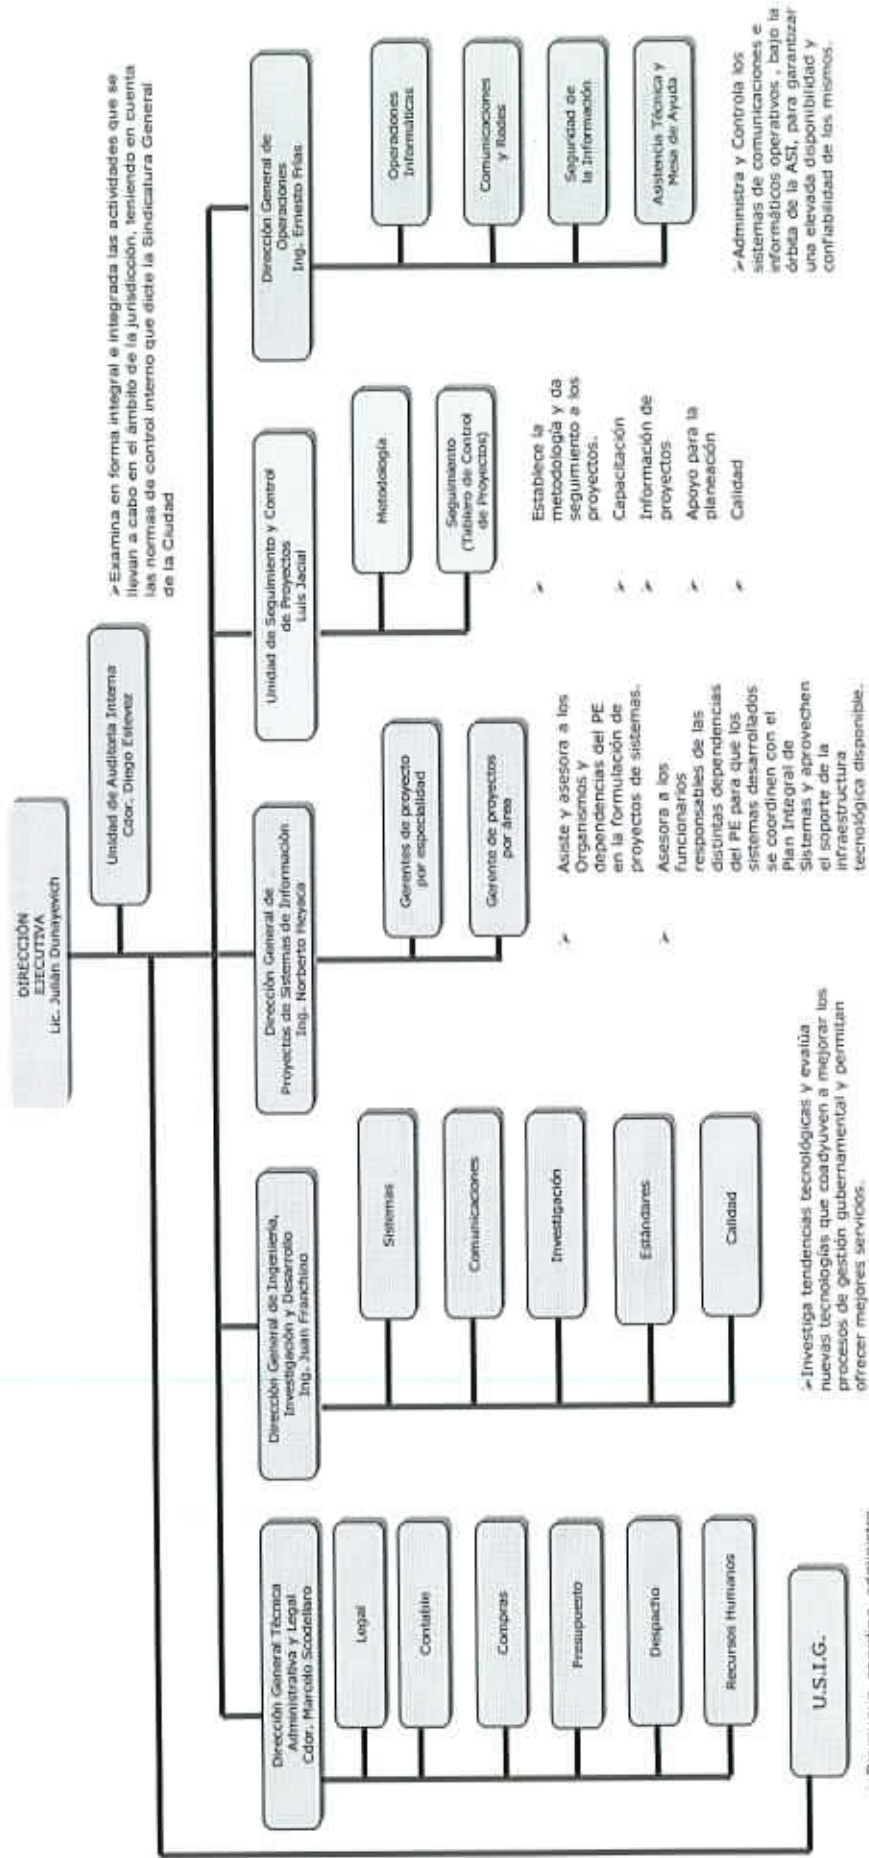 DIRECCIÓN
EJECUTIVA
Lic. Julián Dunayevich
Unidad de Auditoría Interna
Cdor. Diego Estevez
➢Examina en forma integral e integrada las actividades que se
llevan a cabo en el ámbito de la jurisdicción, teniendo en cuenta
las normas de control interno que dicte la Sindicatura General
de la Ciudad
Dirección General Técnica
Administrativa y Legal
Cdor. Marcelo Scodellaro
Legal
Contable
Compras
Presupuesto
Despacho
Recursos Humanos
U.S.I.G.
Dirección General de Ingeniería,
Investigación y Desarrollo
Ing. Juan Franchino
Sistemas
Comunicaciones
Investigación
Estándares
Calidad
➢Investiga tendencias tecnológicas y evalúa
nuevas tecnologías que coadyuven a mejorar los
procesos de gestión gubernamental y permitan
ofrecer mejores servicios.
Dirección General de
Proyectos de Sistemas de Información
Ing. Norberto Heyaca
Gerentes de proyecto
por especialidad
Gerente de proyectos
por área
➢ Asiste y asesora a los
Organismos y
dependencias del PE
en la formulación de
proyectos de sistemas.
➢ Asesora a los
funcionarios
responsables de las
distintas dependencias
del PE para que los
sistemas desarrollados
se coordinen con el
Plan Integral de
Sistemas y aprovechen
el soporte de la
infraestructura
tecnológica disponible.
Unidad de Seguimiento y Control
de Proyectos
Luis Jacial
Metodología
Seguimiento
(Tablero de Control
de Proyectos)
➢ Establece la
metodología y da
seguimiento a los
proyectos.
➢ Capacitación
➢ Información de
proyectos
➢ Apoyo para la
planeación
➢ Calidad
Dirección General de
Operaciones
Ing. Ernesto Frías
Operaciones
Informáticas
Comunicaciones
y Redes
Seguridad de
la Información
Asistencia Técnica y
Mesa de Ayuda
➢Administra y Controla los
sistemas de comunicaciones e
informáticos operativos , bajo la
órbita de la ASI, para garantizar
una elevada disponibilidad y
confiabilidad de los mismos.